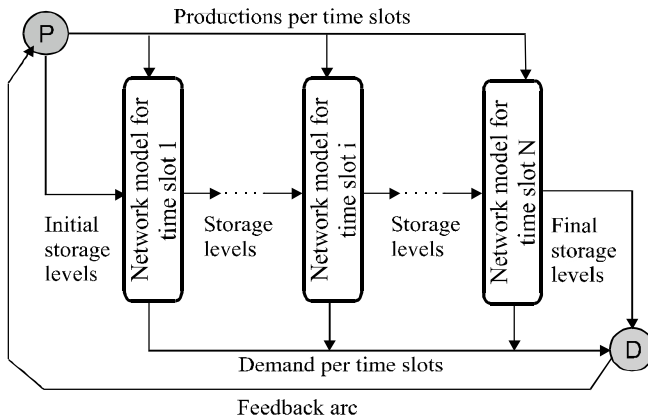 P
Productions per time slots
Network model for
time slot 1
Network model for
time slot i
Network model for
time slot N
Initial
storage
levels
Storage
levels
Storage
levels
Final
storage
levels
Demand per time slots
D
Feedback arc